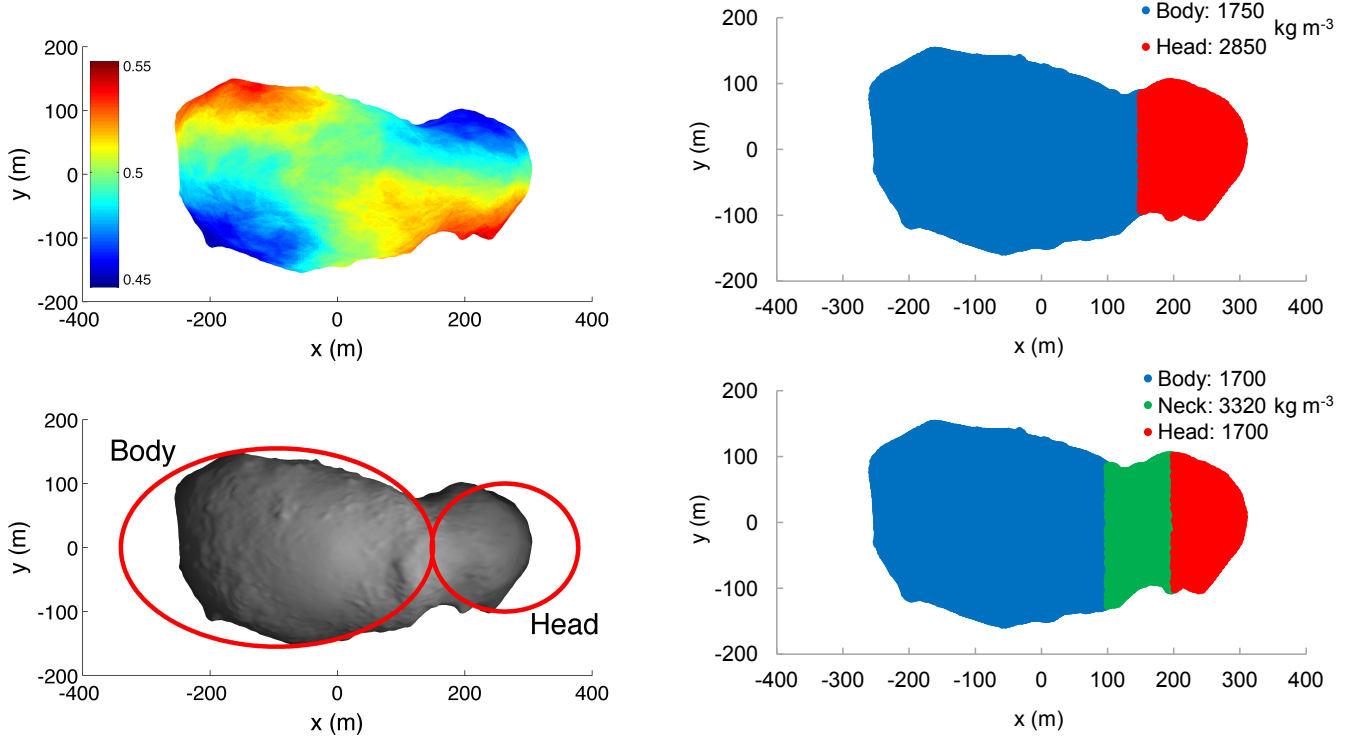 200
100
0
-100
-200
y (m)
0.55
0.5
0.45
-400 -200 0 200 400
x (m)
Body: 1750
Head: 2850
kg m-3
200
100
0
-100
-200
y (m)
-400 -300 -200 -100 0 100 200 300 400
x (m)
200
100
0
-100
-200
y (m)
Body
Head
-400 -200 0 200 400
x (m)
Body: 1700
Neck: 3320 kg m-3
Head: 1700
200
100
0
-100
-200
y (m)
-400 -300 -200 -100 0 100 200 300 400
x (m)